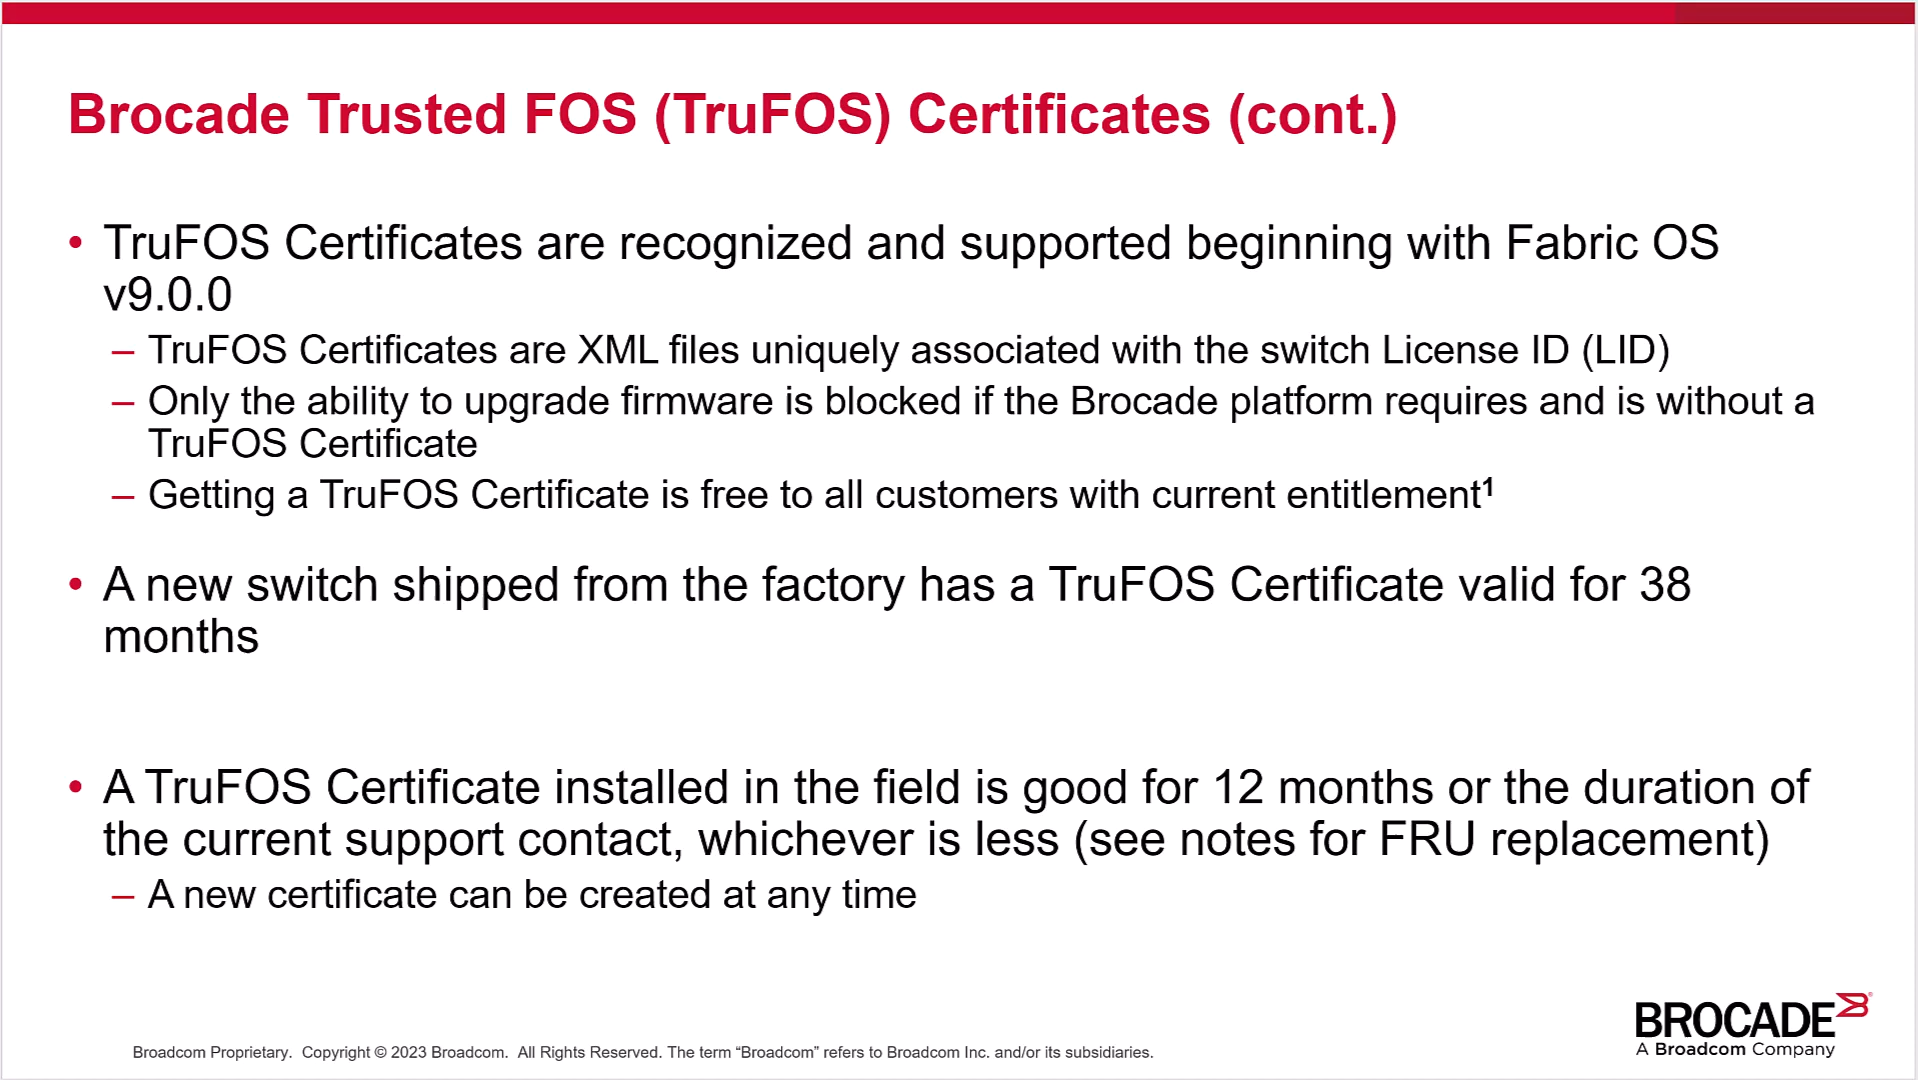 Brocade Trusted FOS (TruFOS) Certificates (cont.)
• TruFOS Certificates are recognized and supported beginning with Fabric OS
v9.0.0
– TruFOS Certificates are XML files uniquely associated with the switch License ID (LID)
– Only the ability to upgrade firmware is blocked if the Brocade platform requires and is without a
TruFOS Certificate
– Getting a TruFOS Certificate is free to all customers with current entitlement¹
• A new switch shipped from the factory has a TruFOS Certificate valid for 38
months
• A TruFOS Certificate installed in the field is good for 12 months or the duration of
the current support contact, whichever is less (see notes for FRU replacement)
– A new certificate can be created at any time
BROCADE
A Broadcom Company
Broadcom Proprietary.  Copyright © 2023 Broadcom.  All Rights Reserved. The term “Broadcom” refers to Broadcom Inc. and/or its subsidiaries.